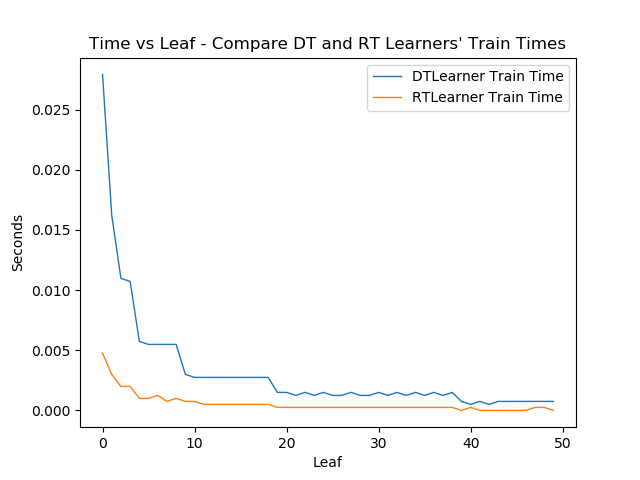 Time vs Leaf - Compare DT and RT Learners' Train Times
DTLearner Train Time
RTLearner Train Time
0.025
0.020
0.015
0.010
0.005
0.000
Seconds
0 10 20 30 40 50
Leaf